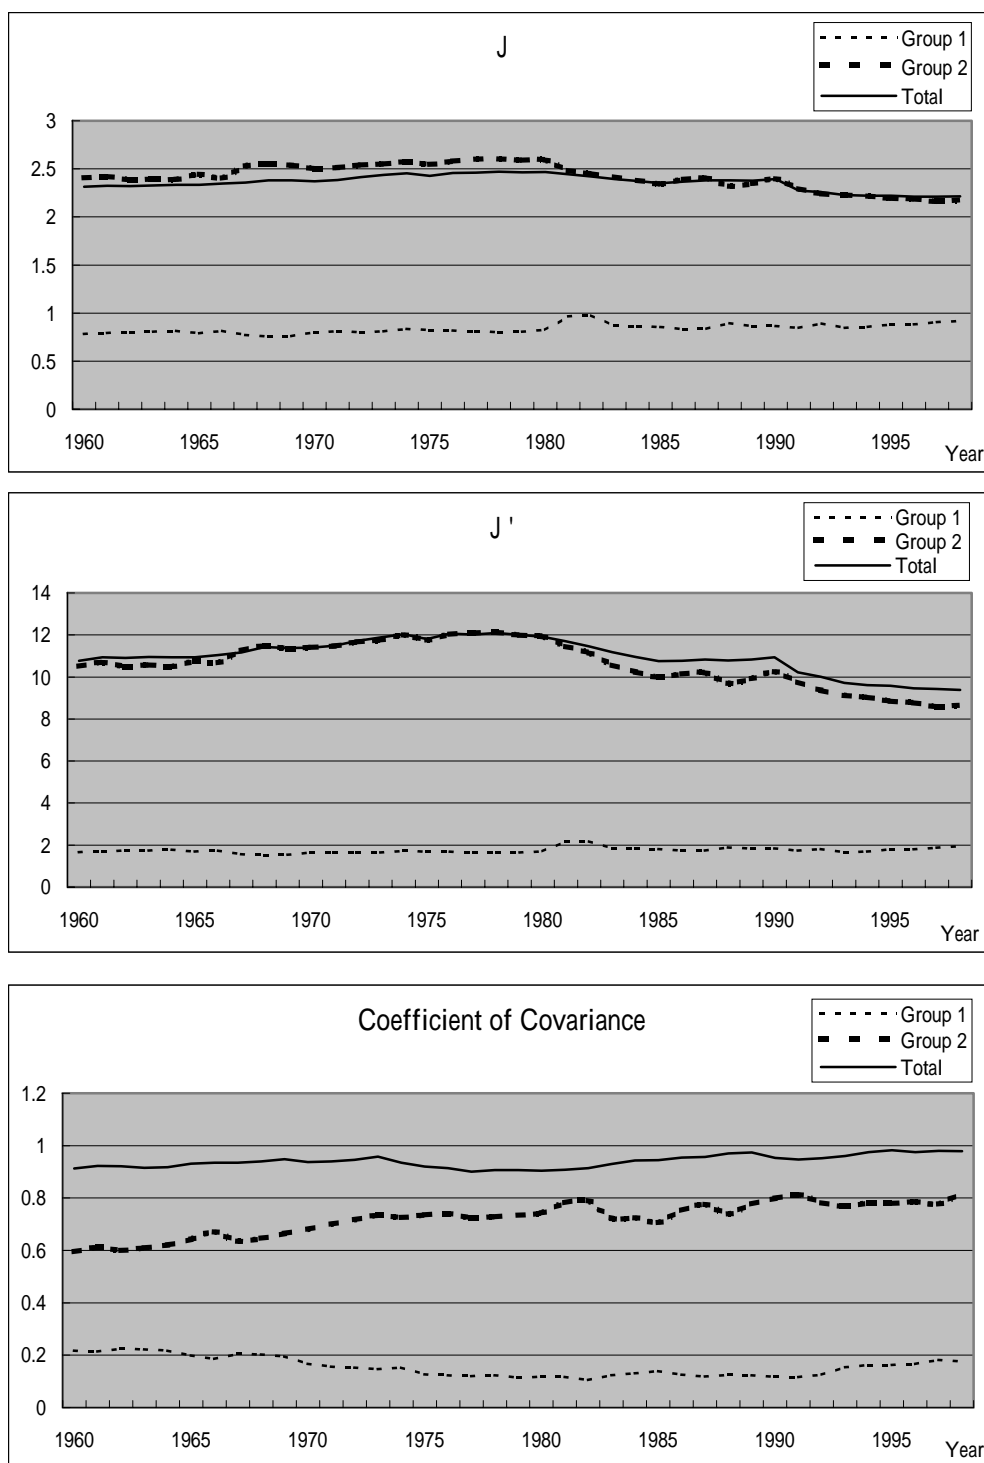 J
Group 1
Group 2
Total
3
2.5
2
1.5
1
0.5
0
1960 1965 1970 1975 1980 1985 1990 1995
Year
J '
Group 1
Group 2
Total
14
12
10
8
6
4
2
0
1960 1965 1970 1975 1980 1985 1990 1995
Year
Coefficient of Covariance
Group 1
Group 2
Total
1.2
1
0.8
0.6
0.4
0.2
0
1960 1965 1970 1975 1980 1985 1990 1995
Year